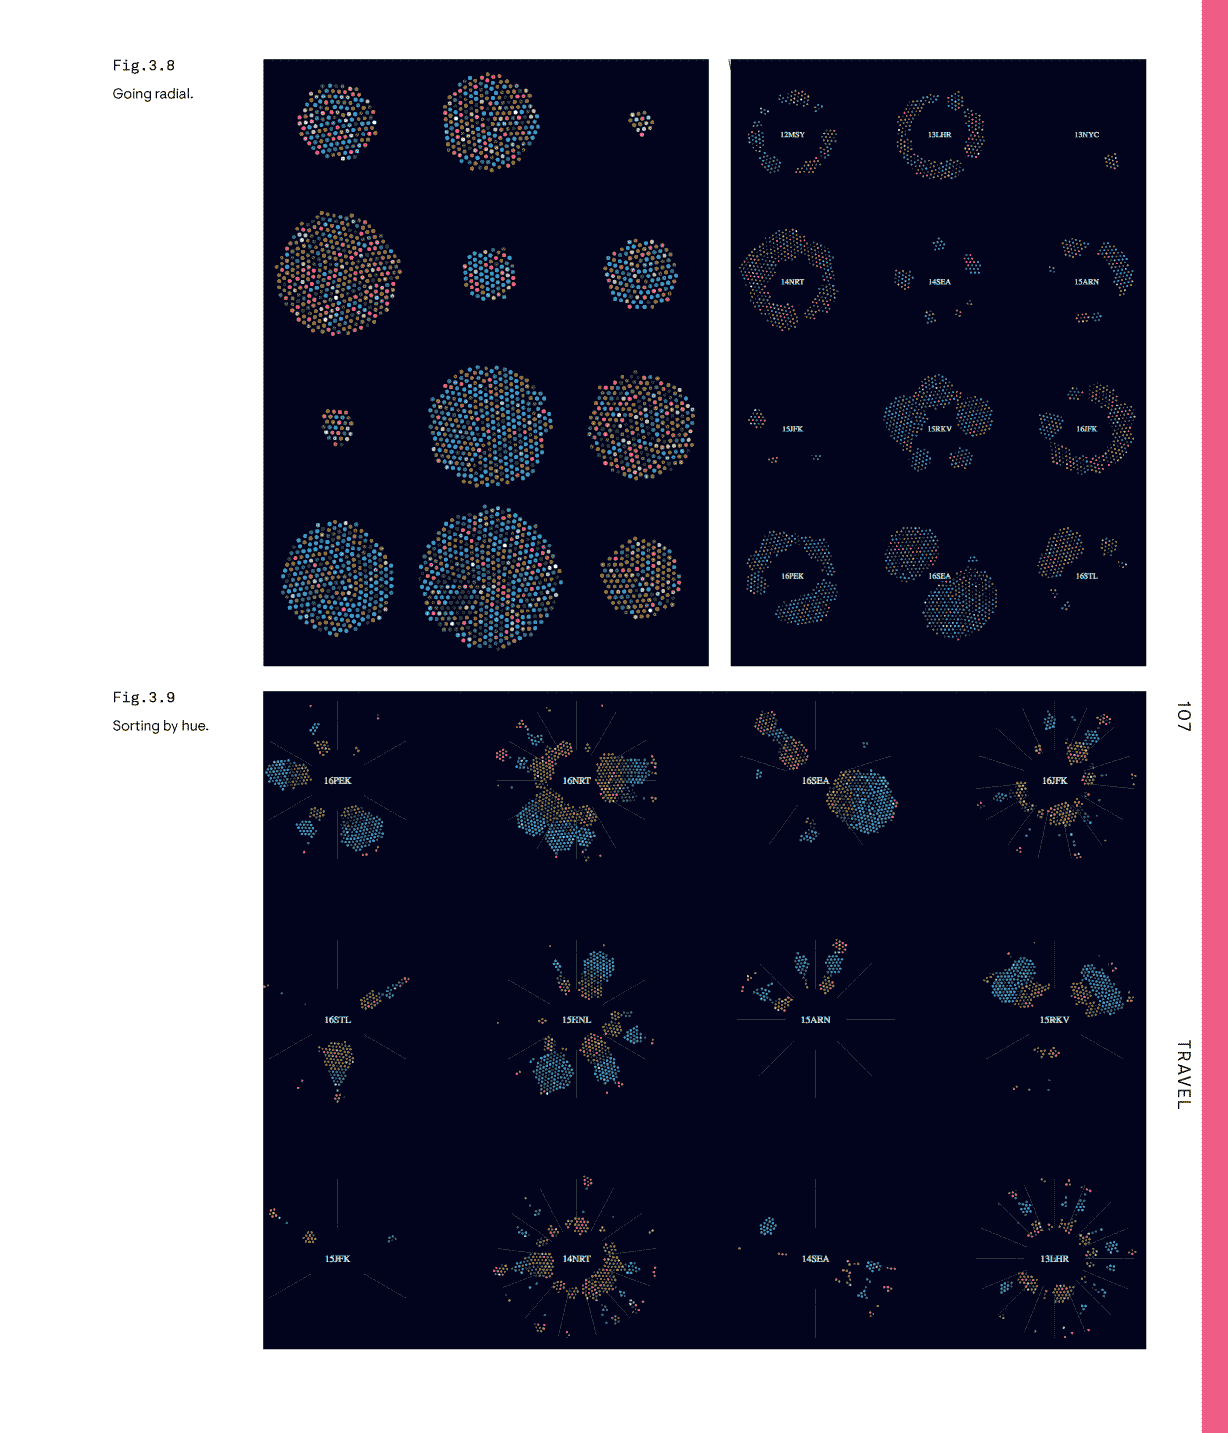 Fig.3.8
Going radial.
12MSY 13LHR 13NYC
14NRT 14SEA 15ARN
15JFK 15RKV 16JFK
16PEK 16SEA 16STL
Fig.3.9
Sorting by hue.
16PEK 16NRT 16SEA 16JFK
16STL 15HNL 15ARN 15RKV
15JFK 14NRT 14SEA 13LHR
107
TRAVEL